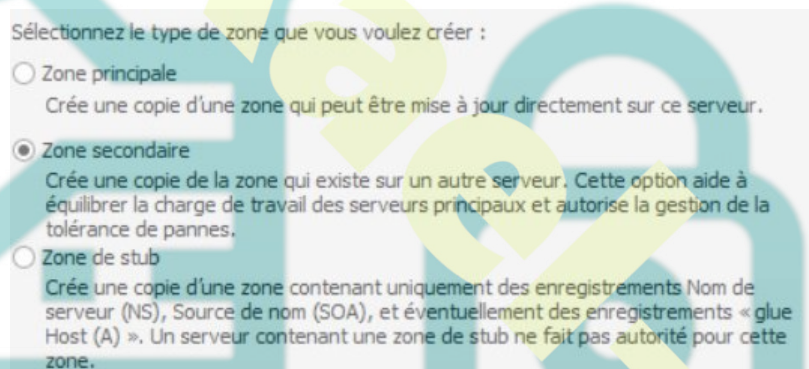 Sélectionnez le type de zone que vous voulez créer :
Zone principale
Crée une copie d'une zone qui peut être mise à jour directement sur ce serveur.
Zone secondaire
Crée une copie de la zone qui existe sur un autre serveur. Cette option aide à
équilibrer la charge de travail des serveurs principaux et autorise la gestion de la
tolérance de pannes.
Zone de stub
Crée une copie d'une zone contenant uniquement des enregistrements Nom de
serveur (NS), Source de nom (SOA), et éventuellement des enregistrements « glue
Host (A) ». Un serveur contenant une zone de stub ne fait pas autorité pour cette
zone.